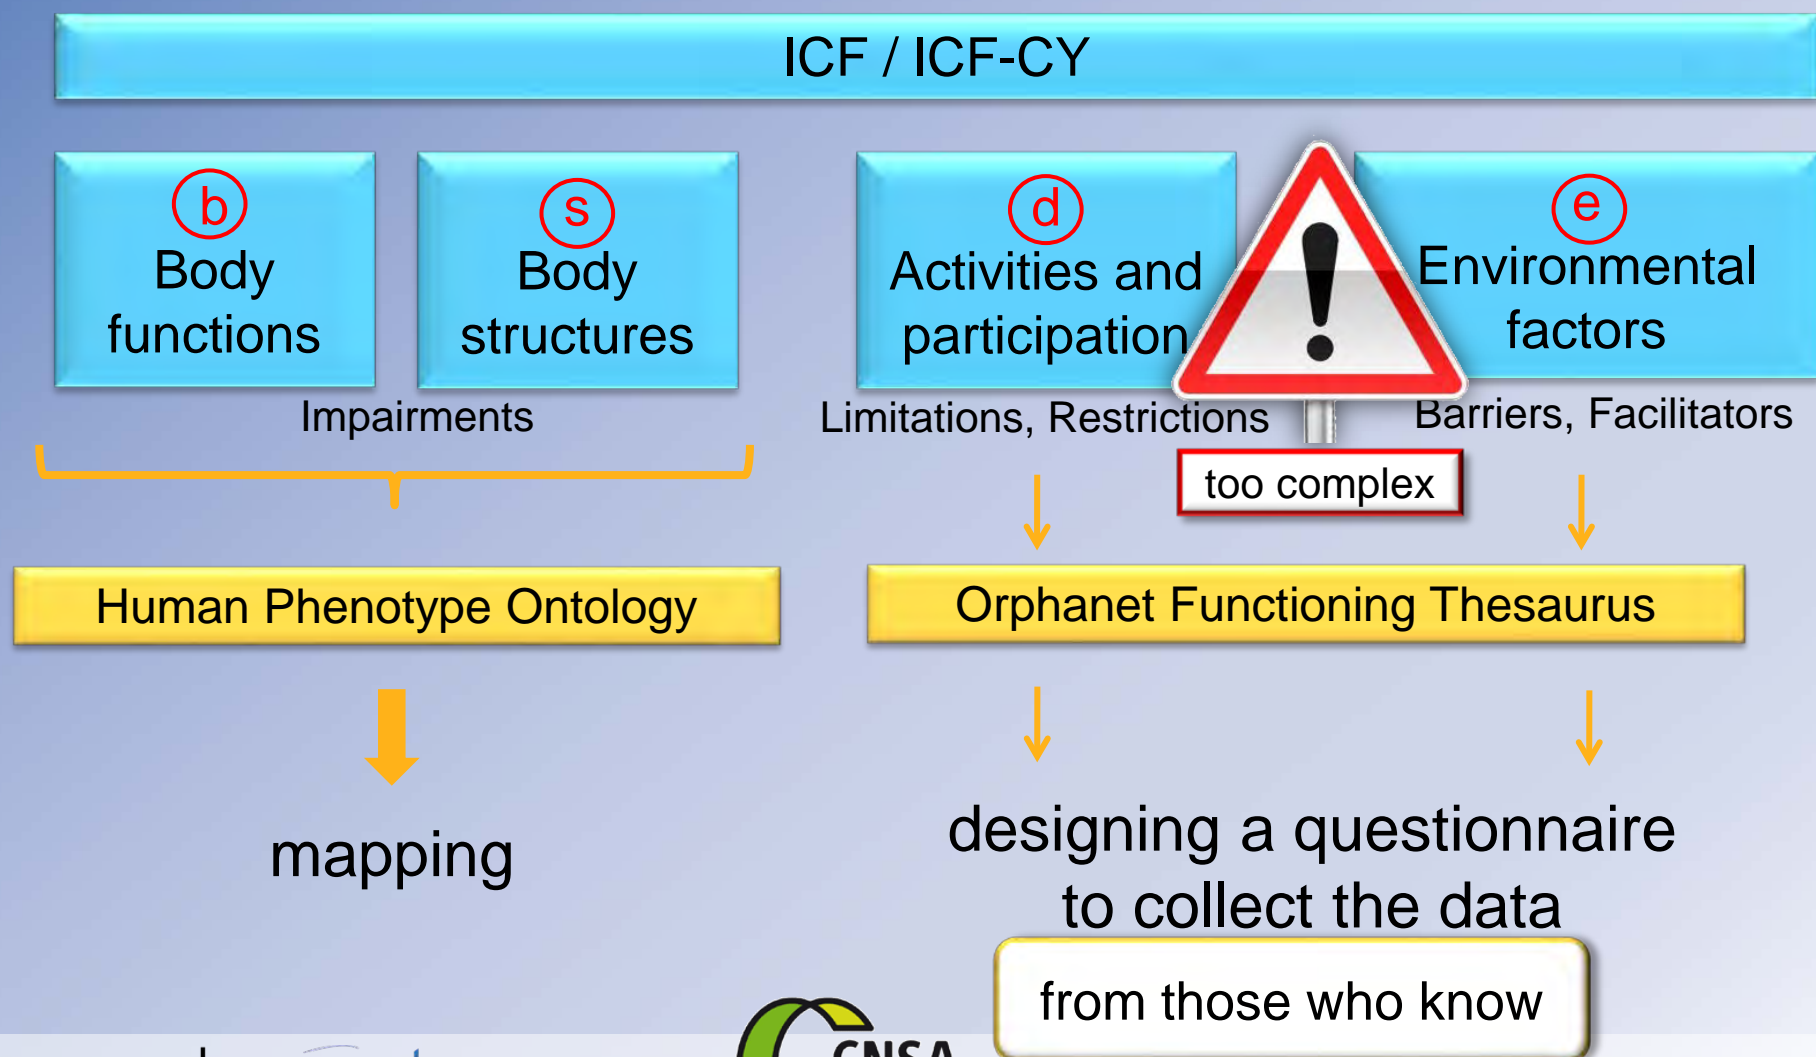 ICF / ICF-CY
b
Body
functions
s
Body
structures
d
Activities and
participation
e
Environmental
factors
Impairments
Limitations, Restrictions
Barriers, Facilitators
too complex
Human Phenotype Ontology
Orphanet Functioning Thesaurus
mapping
designing a questionnaire
to collect the data
from those who know
CNSA